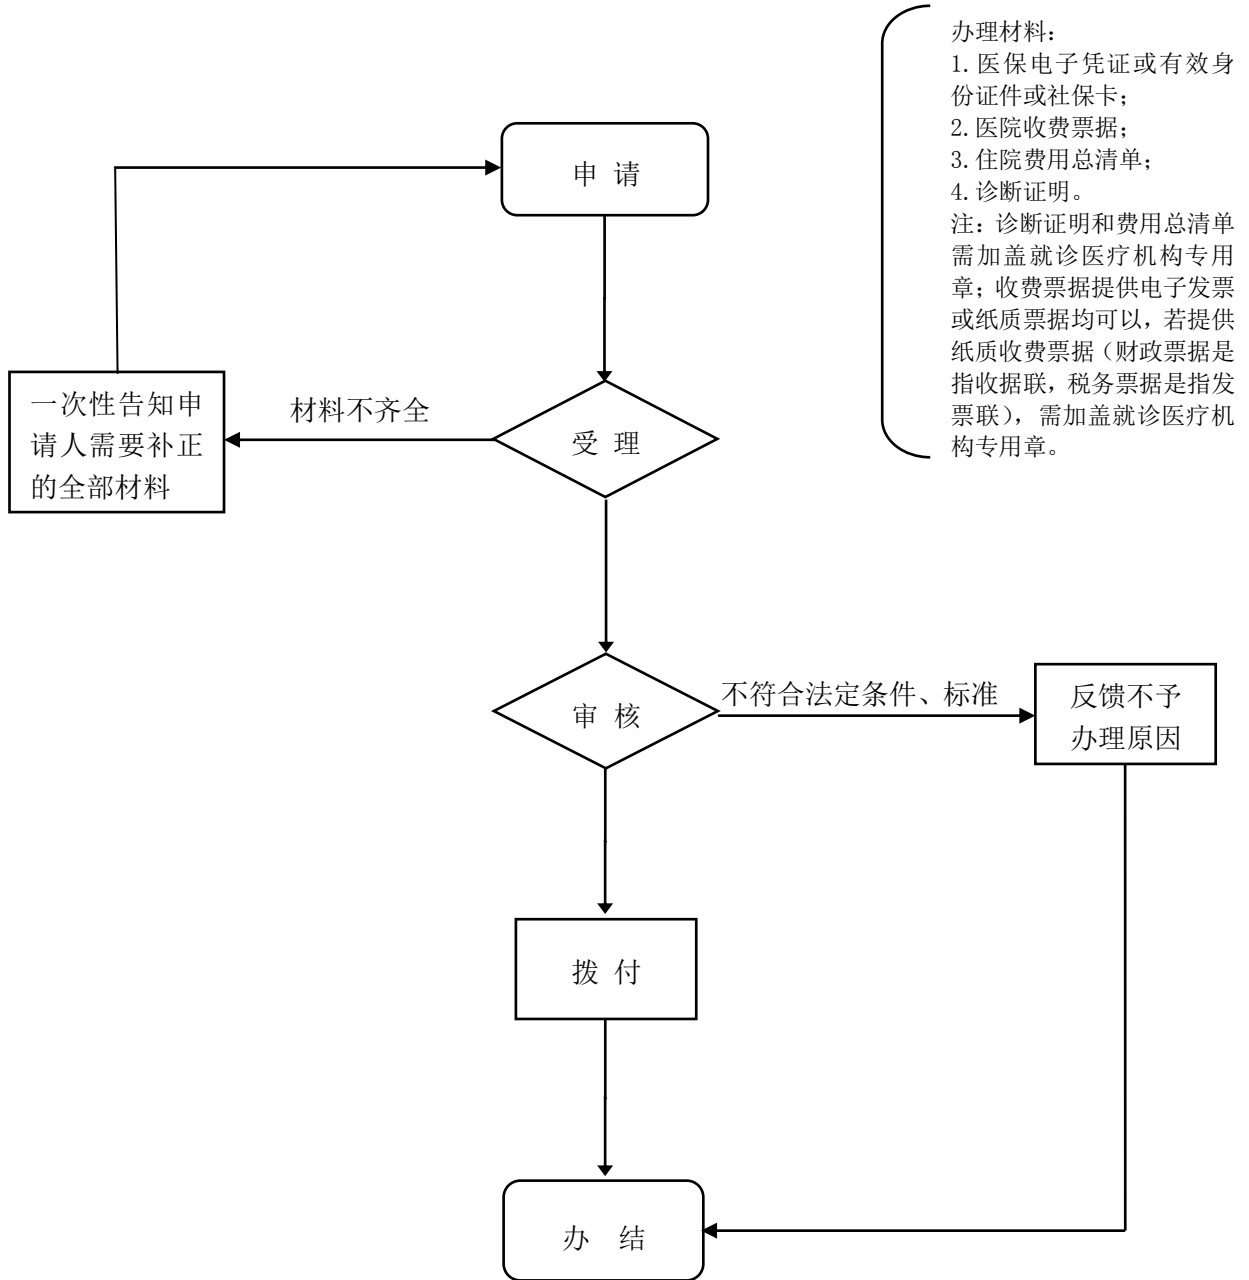 办理材料：
1.医保电子凭证或有效身
份证件或社保卡；
2.医院收费票据；
3.住院费用总清单；
4.诊断证明。
注：诊断证明和费用总清单
需加盖就诊医疗机构专用
章；收费票据提供电子发票
或纸质票据均可以，若提供
纸质收费票据（财政票据是
指收据联，税务票据是指发
票联），需加盖就诊医疗机
构专用章。
申 请
一次性告知申
请人需要补正
的全部材料
材料不齐全
受 理
审 核
不符合法定条件、标准
反馈不予
办理原因
拨 付
办 结